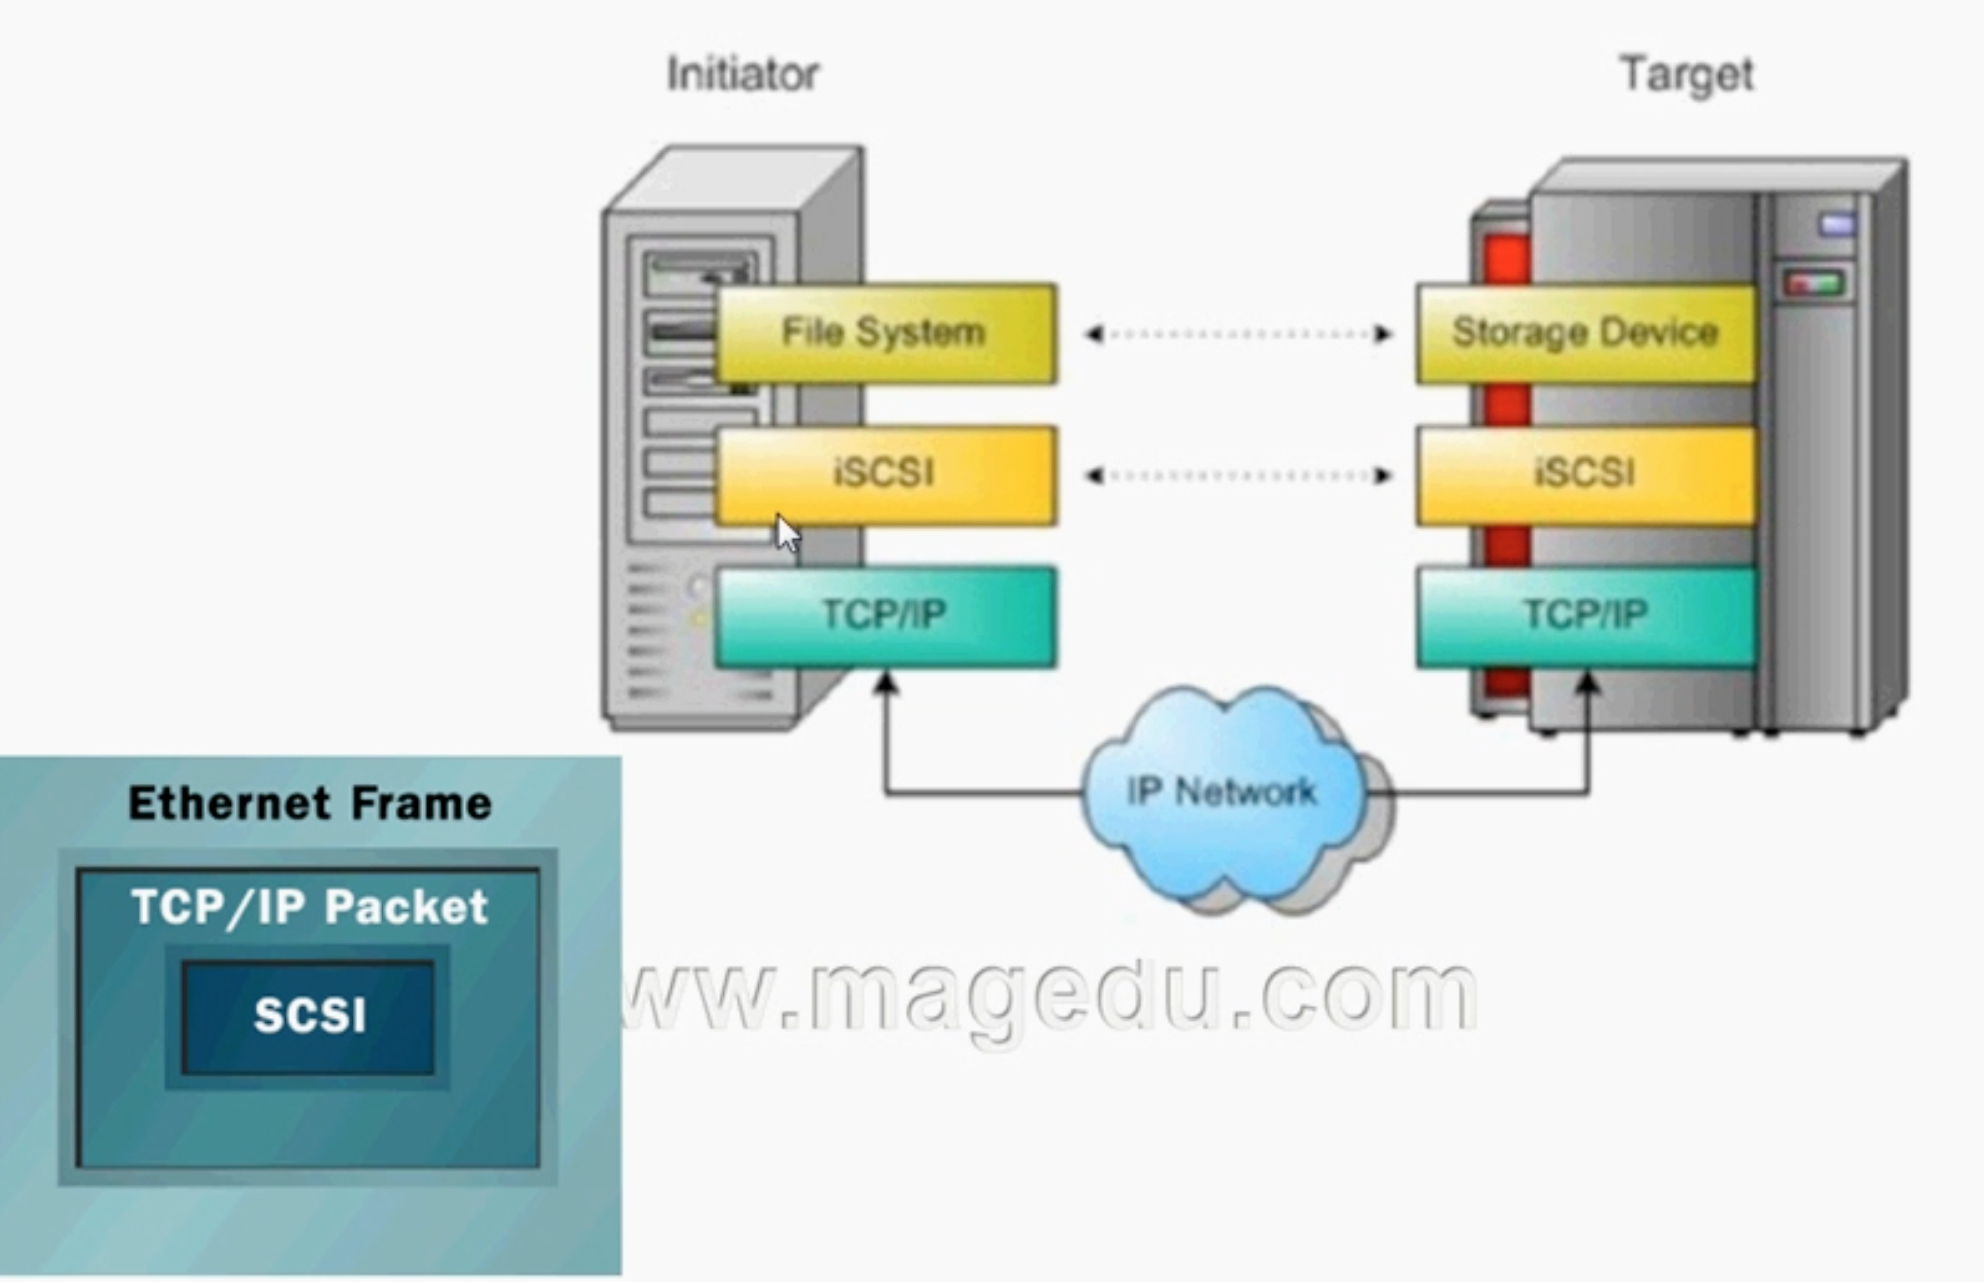 Initiator
Target
File System
Storage Device
iSCSI
iSCSI
TCP/IP
TCP/IP
IP Network
Ethernet Frame
TCP/IP Packet
SCSI
ww.magedu.com